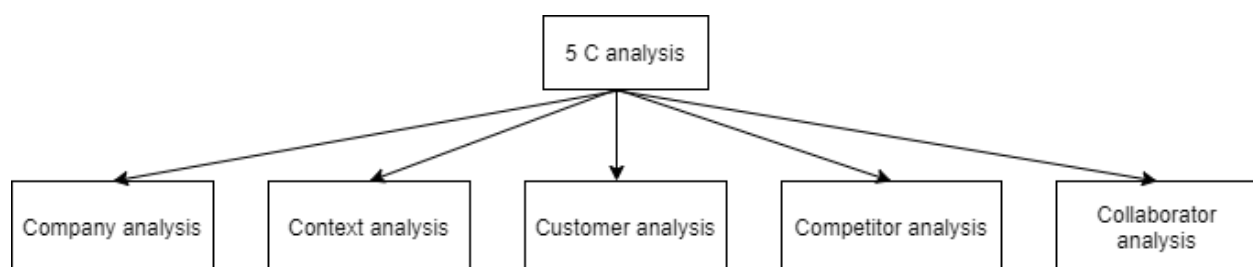 5 C analysis
Company analysis
Context analysis
Customer analysis
Competitor analysis
Collaborator
analysis